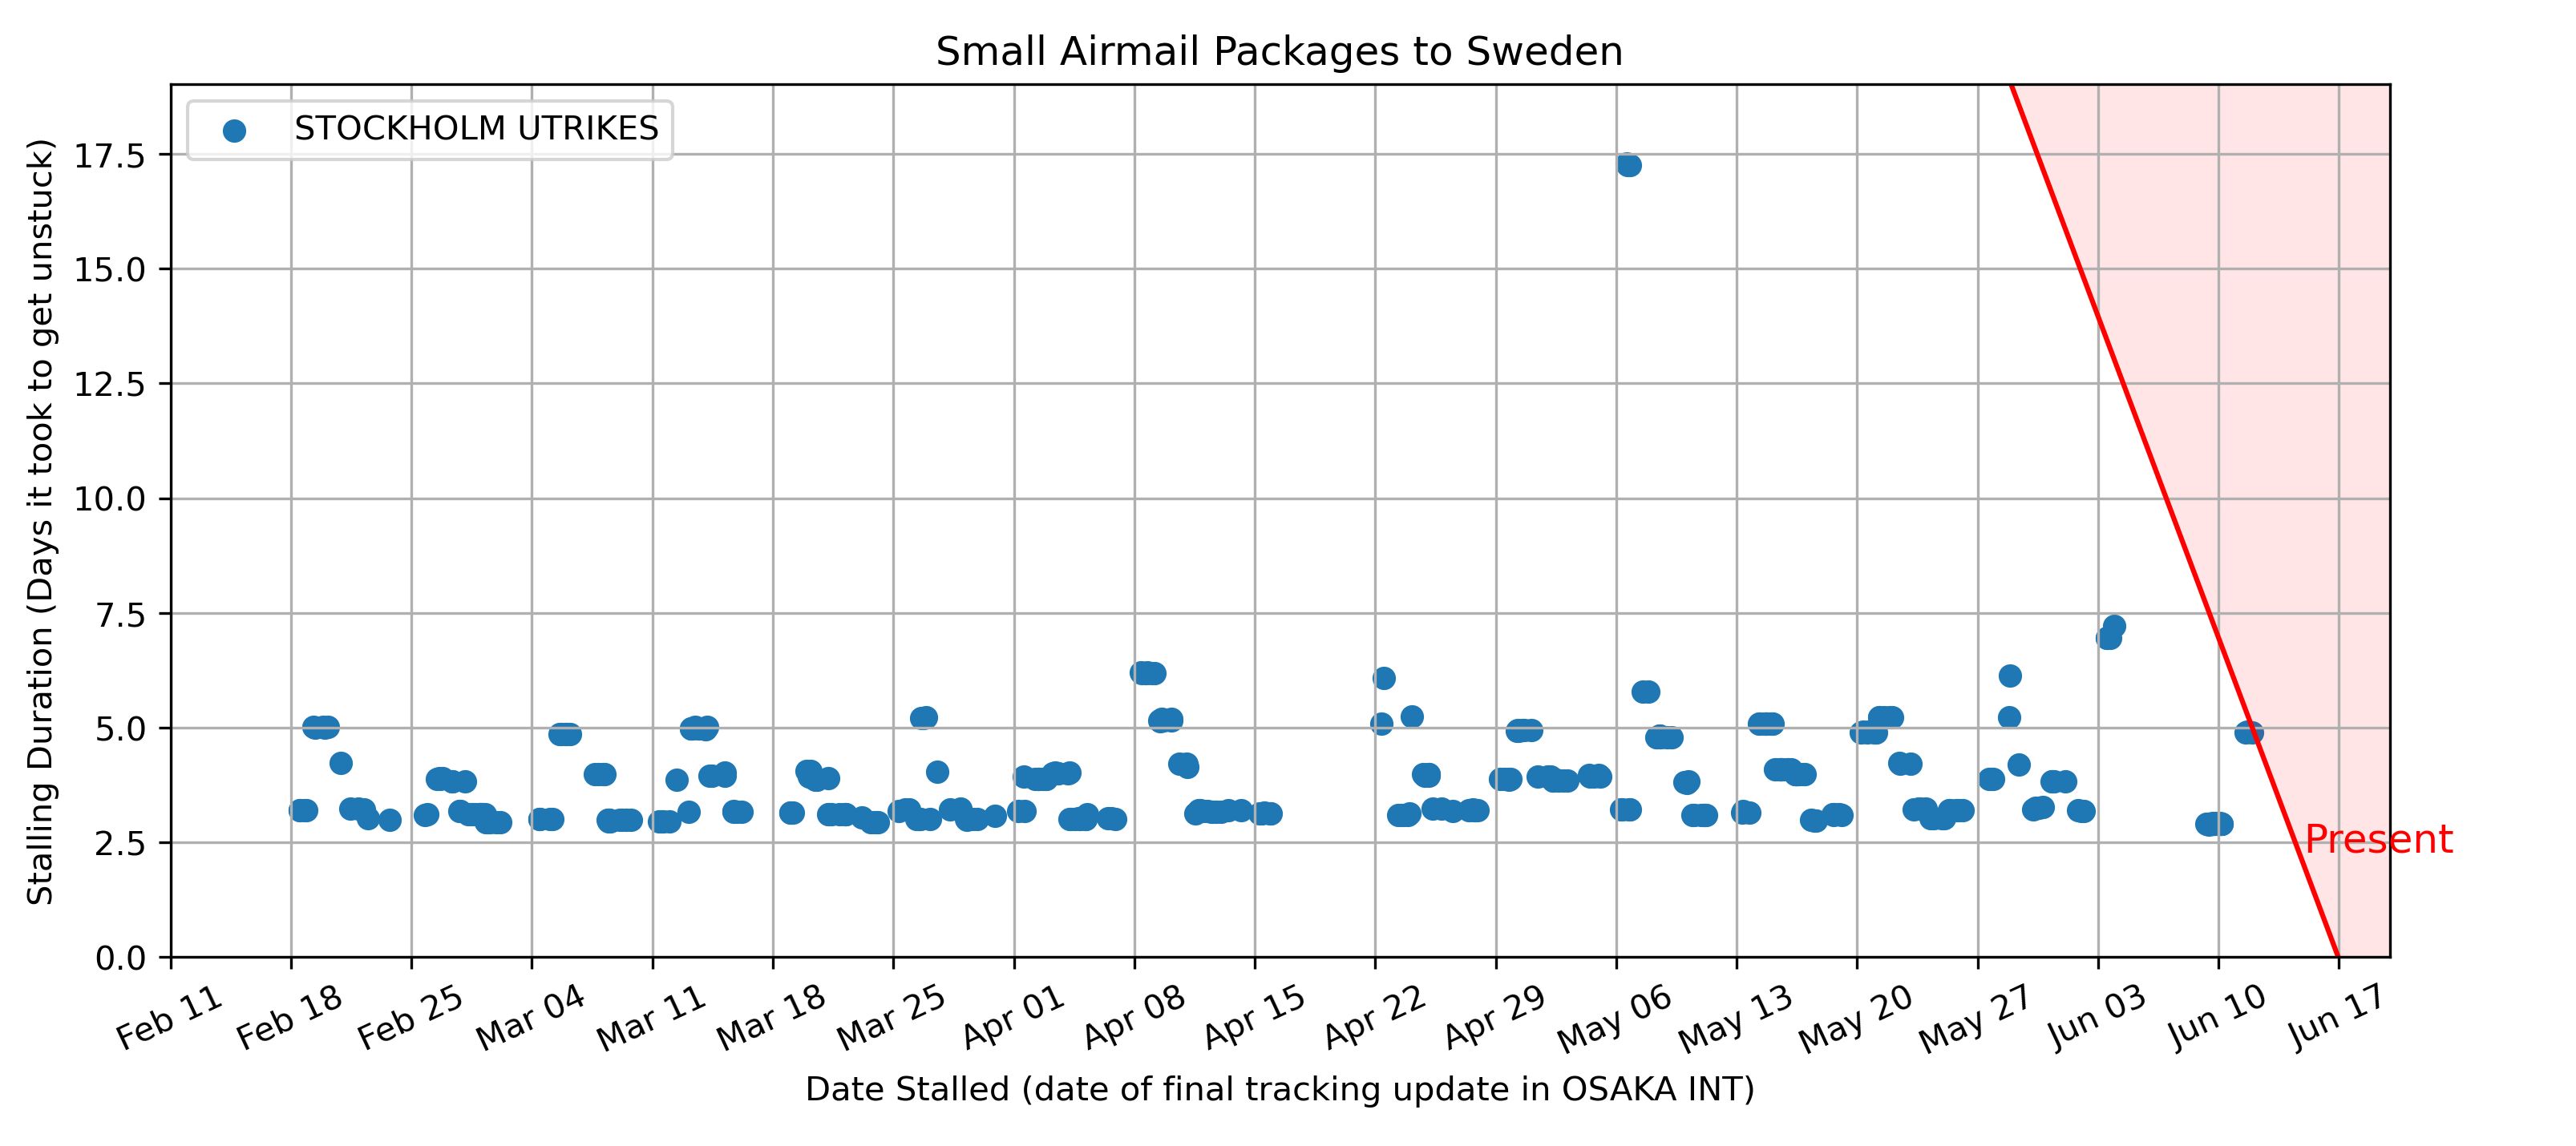 Small Airmail Packages to Sweden
STOCKHOLM UTRIKES
Stalling Duration (Days it took to get unstuck)
17.5
15.0
12.5
10.0
7.5
5.0
2.5
0.0
Present
Feb 11
Feb 18
Feb 25
Mar 04
Mar 11
Mar 18
Mar 25
Apr 01
Apr 08
Apr 15
Apr 22
Apr 29
May 06
May 13
May 20
May 27
Jun 03
Jun 10
Jun 17
Date Stalled (date of final tracking update in OSAKA INT)